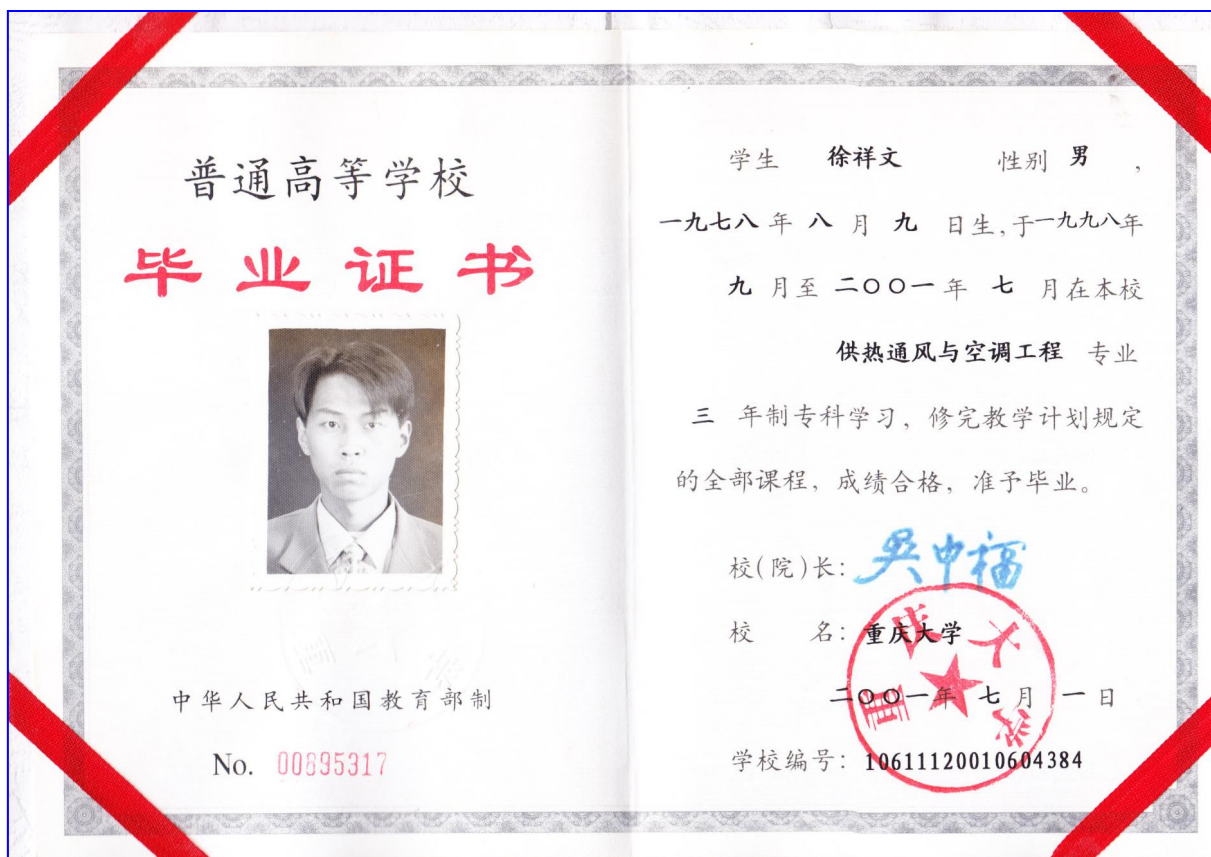 普通高等学校
毕业证书
中华人民共和国教育部制
No. 00895317
学生 徐祥文 性别 男，
一九七八年 八 月 九 日生,于一九九八年
九 月至 二〇〇一年 七 月在本校
供热通风与空调工程 专业
三 年制专科学习，修完教学计划规定
的全部课程，成绩合格，准予毕业。
校(院)长: 吴中福
校 名: 重庆大学
重庆大学
二〇〇一年 七 月 一 日
学校编号: 10611120010604384